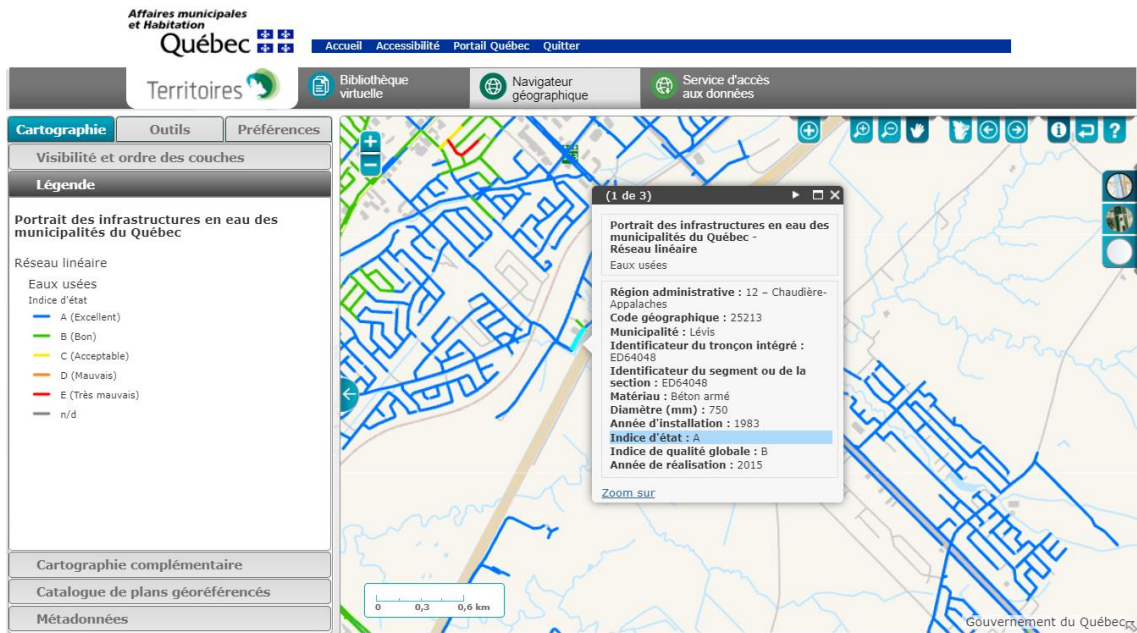 Affaires municipales
et Habitation
Québec
Accueil Accessibilité Portail Québec Quitter
Territoires
Bibliothèque
virtuelle
Navigateur
géographique
Service d'accès
aux données
Cartographie Outils Préférences
Visibilité et ordre des couches
Légende
Portrait des infrastructures en eau des
municipalités du Québec
Réseau linéaire
Eaux usées
Indice d'état
A (Excellent)
B (Bon)
C (Acceptable)
D (Mauvais)
E (Très mauvais)
n/d
Cartographie complémentaire
Catalogue de plans géoréférencés
Métadonnées
(1 de 3)
Portrait des infrastructures en eau des
municipalités du Québec -
Réseau linéaire
Eaux usées
Région administrative : 12 – Chaudière-
Appalaches
Code géographique : 25213
Municipalité : Lévis
Identificateur du tronçon intégré :
ED64048
Identificateur du segment ou de la
section : ED64048
Matériau : Béton armé
Diamètre (mm) : 750
Année d'installation : 1983
Indice d'état : A
Indice de qualité globale : B
Année de réalisation : 2015
Zoom sur
0 0,3 0,6 km
Gouvernement du Québec